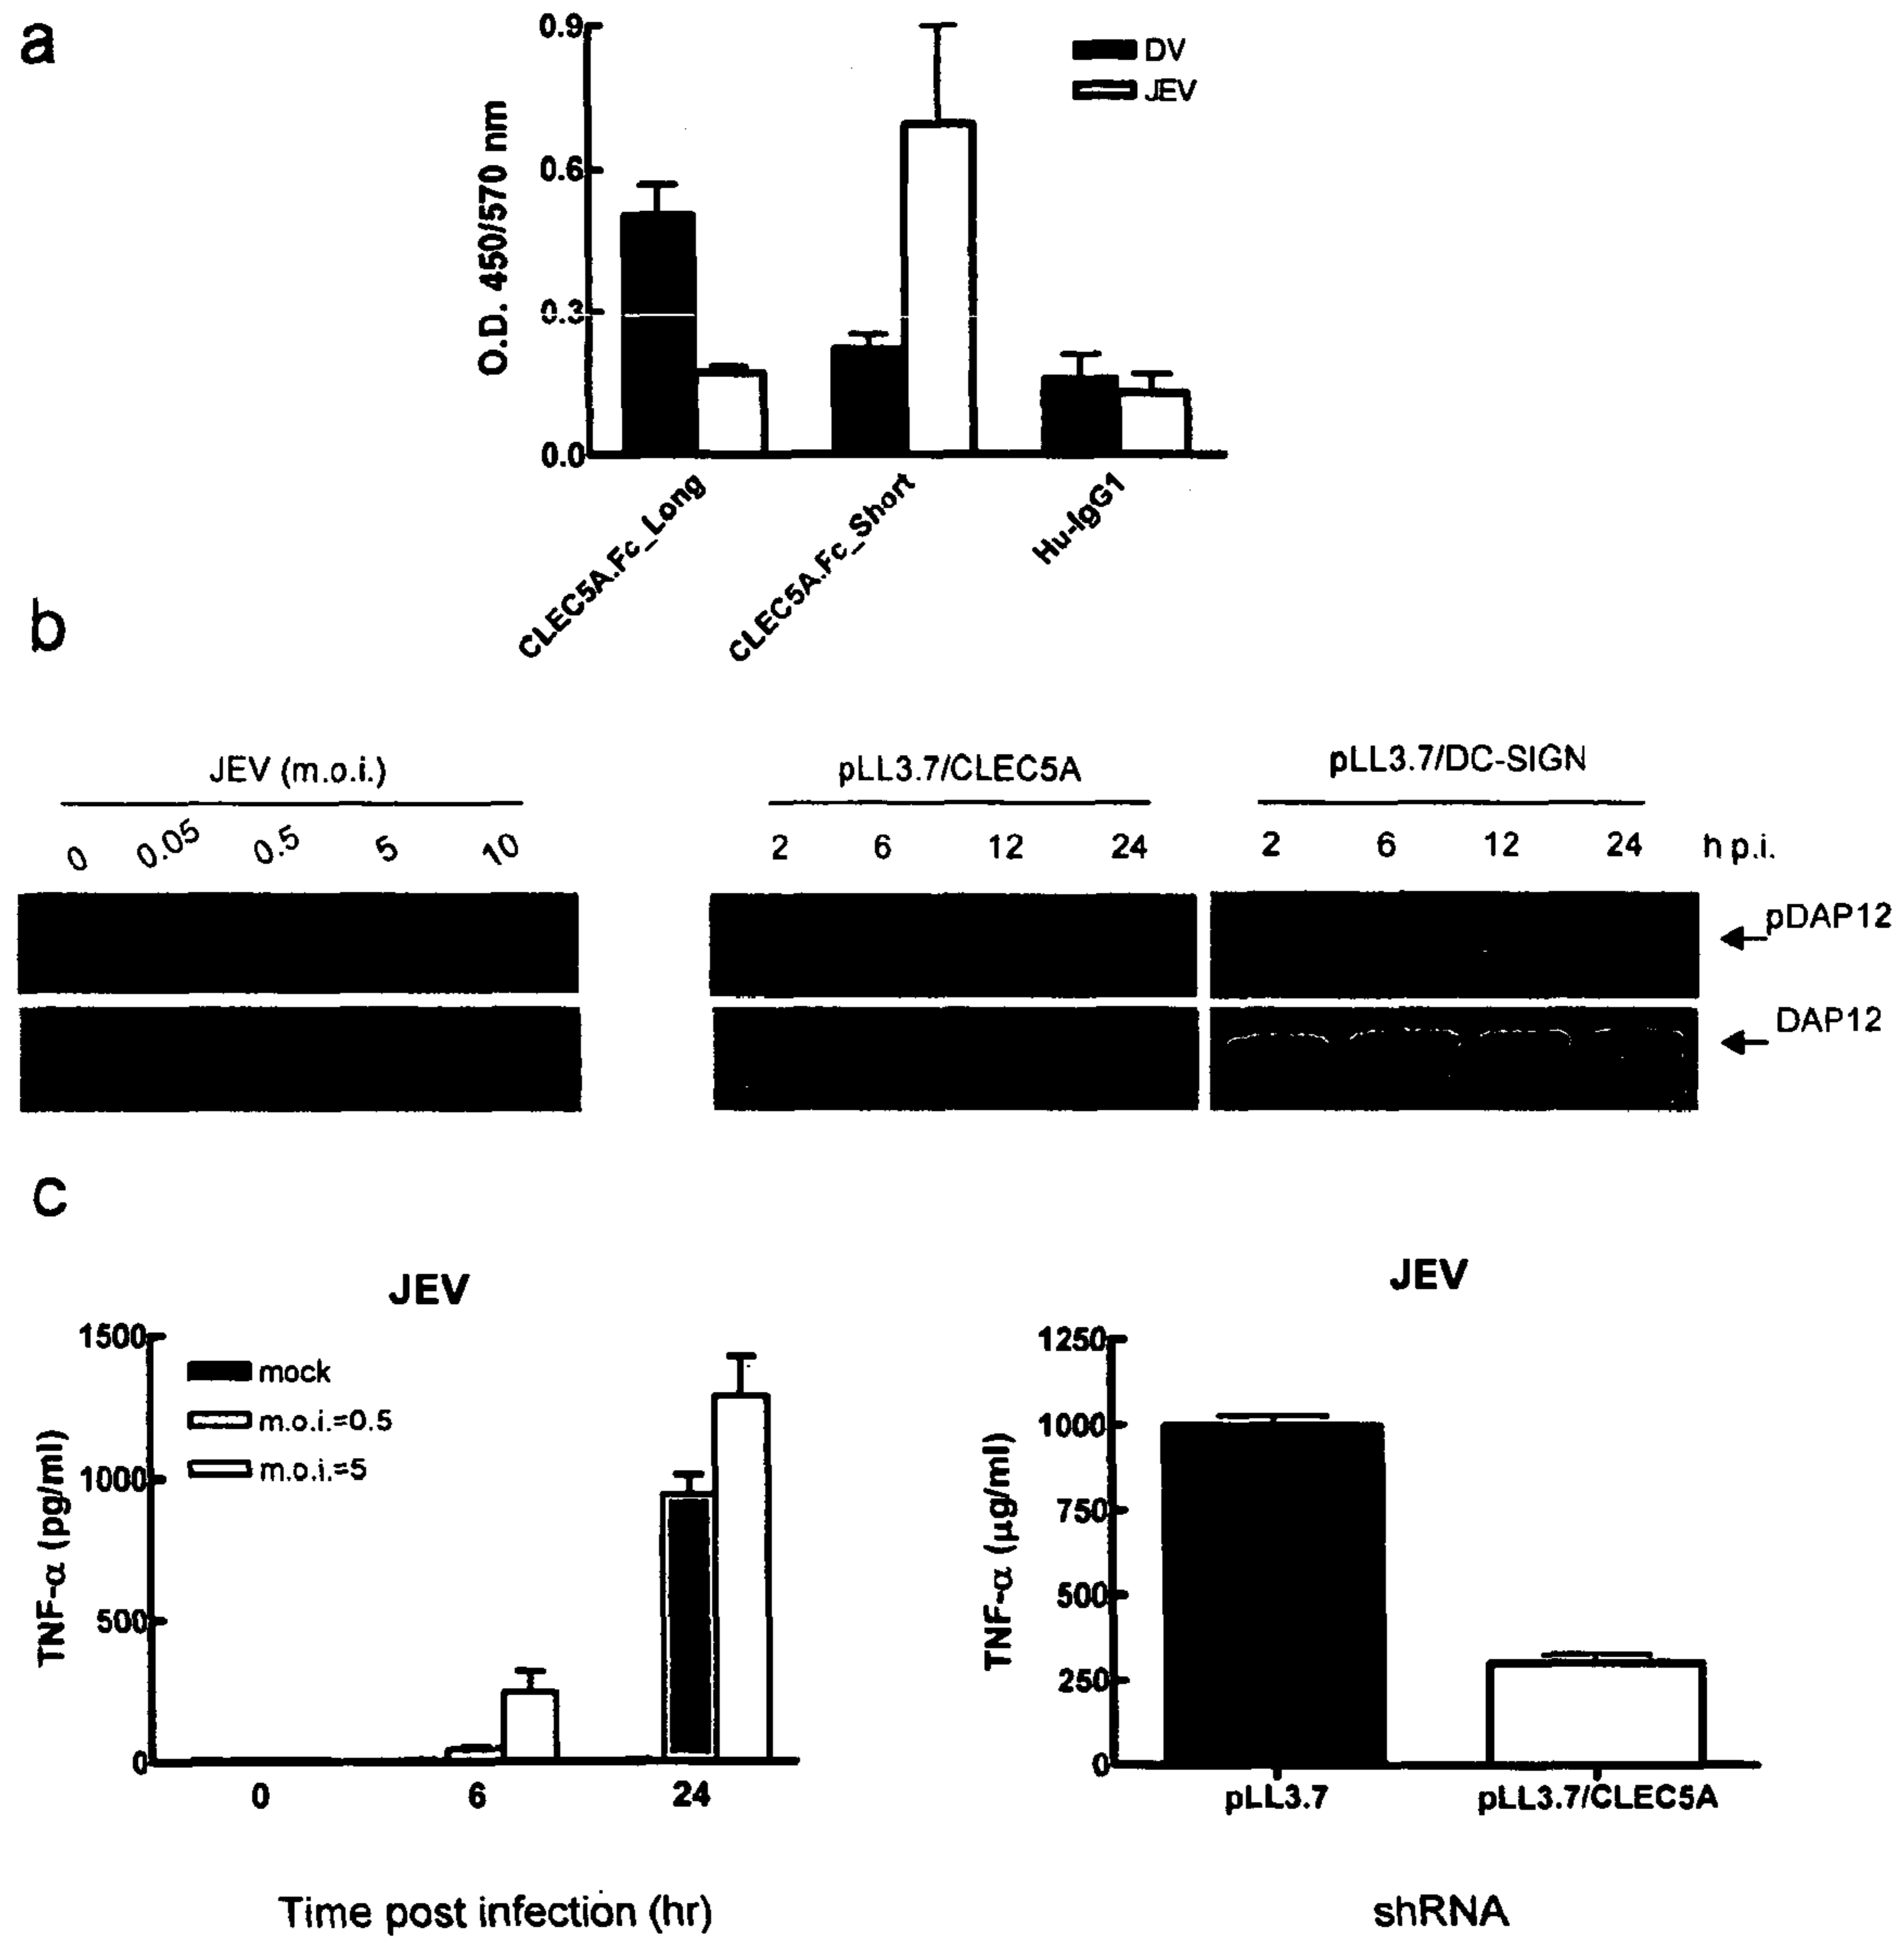 a
0.9
0.6
0.3
0.0
O.D. 450/570 nm
DV
JEV
CLEC5A.Fc_Long
CLEC5A.Fc_Short
Hu-IgG1
b
JEV (m.o.i.)
0 0.05 0.5 5 10
pLL3.7/CLEC5A
2 6 12 24
pLL3.7/DC-SIGN
2 6 12 24 h p.i.
pDAP12
DAP12
c
JEV
1500
1000
500
0
TNF-α (pg/ml)
mock
m.o.i.=0.5
m.o.i.=5
0 6 24
Time post infection (hr)
JEV
1250
1000
750
500
250
0
TNF-α (μg/ml)
pLL3.7 pLL3.7/CLEC5A
shRNA